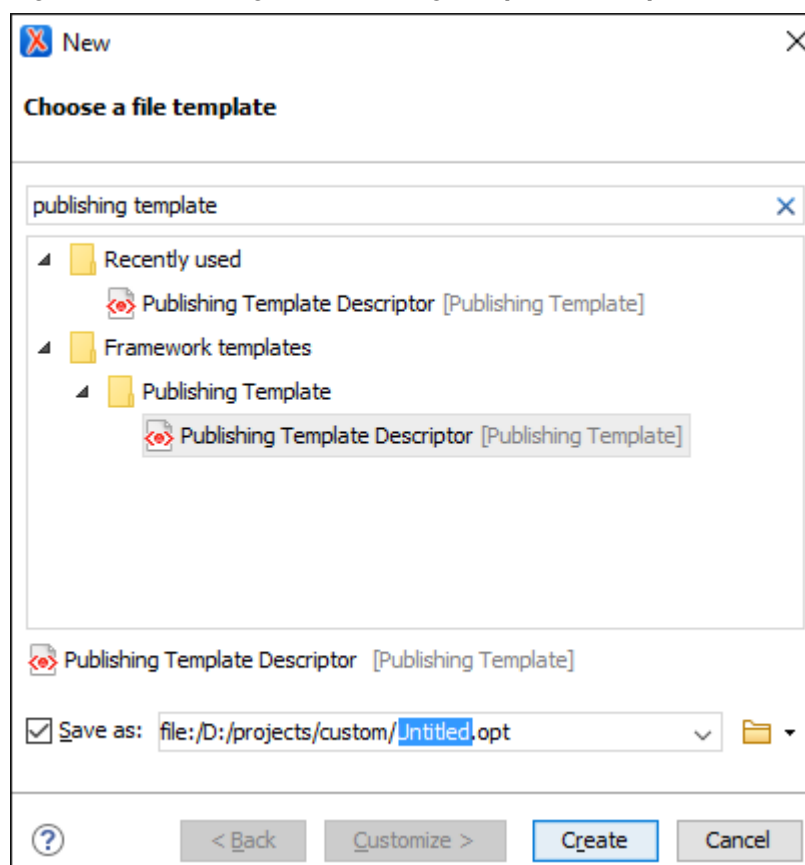 New
Choose a file template
publishing template
Recently used
Publishing Template Descriptor [Publishing Template]
Framework templates
Publishing Template
Publishing Template Descriptor [Publishing Template]
Publishing Template Descriptor [Publishing Template]
Save as: file:/D:/projects/custom/Untitled.opt
? < Back Customize > Create Cancel